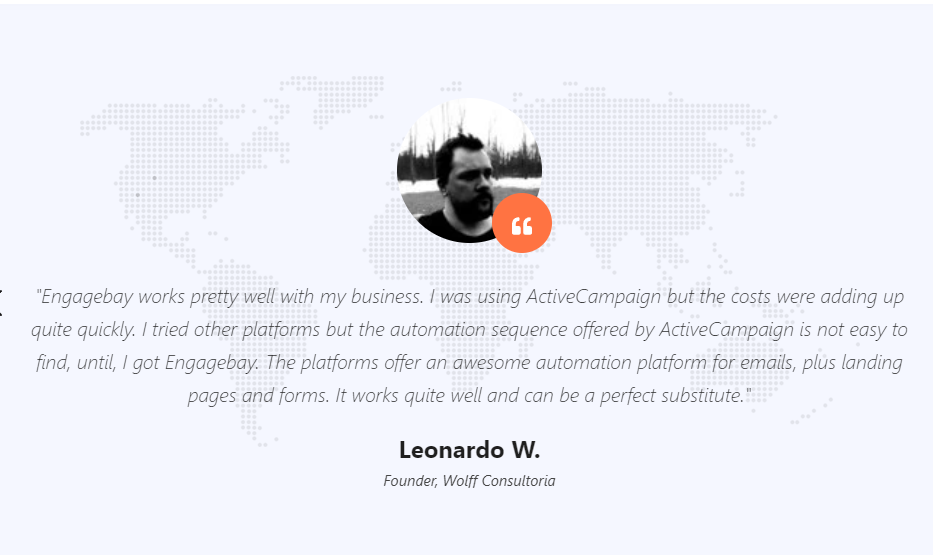 "Engagebay works pretty well with my business. I was using ActiveCampaign but the costs were adding up
quite quickly. I tried other platforms but the automation sequence offered by ActiveCampaign is not easy to
find, until, I got Engagebay. The platforms offer an awesome automation platform for emails, plus landing
pages and forms. It works quite well and can be a perfect substitute."
Leonardo W.
Founder, Wolff Consultoria